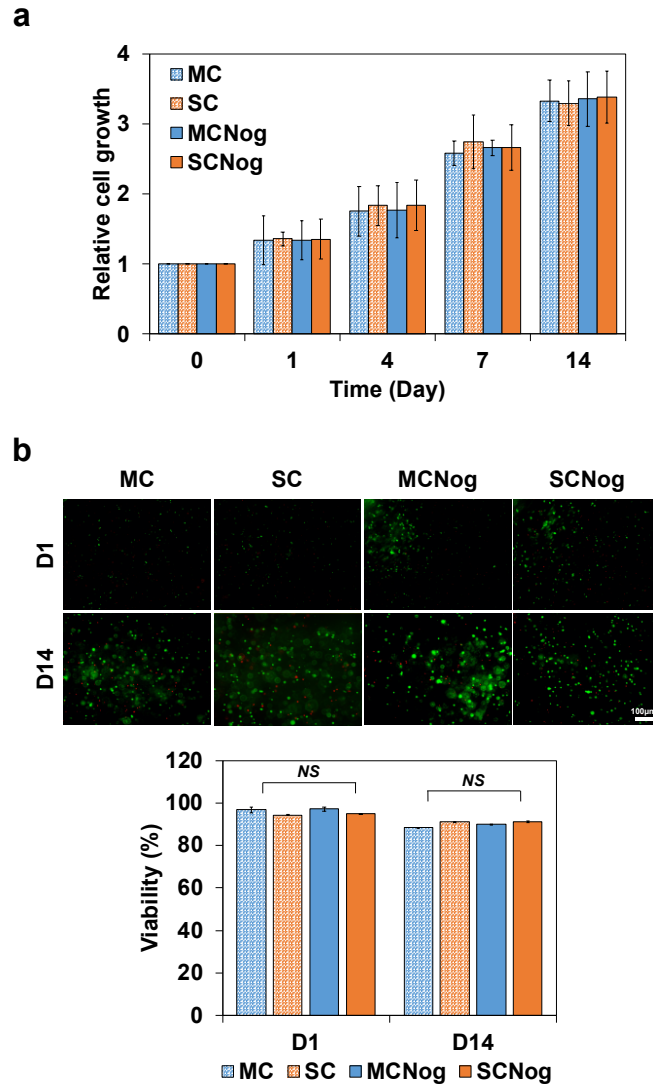 a
Relative cell growth
4
3
2
1
0
MC
SC
MCNog
SCNog
0 1 4 7 14
Time (Day)
b
MC SC MCNog SCNog
D1
D14
100µm
Viability (%)
120
100
80
60
40
20
0
NS NS
D1 D14
MC SC MCNog SCNog